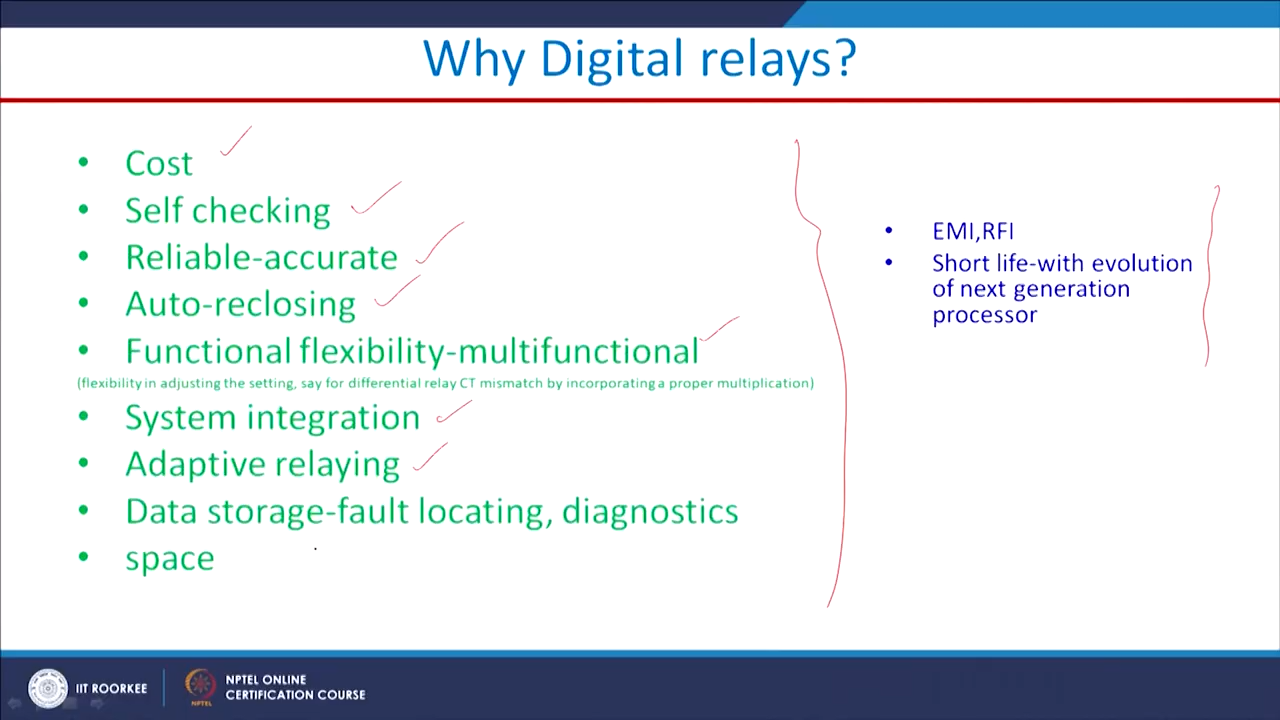 Why Digital relays?
• Cost
• Self checking
• Reliable-accurate
• Auto-reclosing
• Functional flexibility-multifunctional
(flexibility in adjusting the setting, say for differential relay CT mismatch by incorporating a proper multiplication)
• System integration
• Adaptive relaying
• Data storage-fault locating, diagnostics
• space
• EMI,RFI
• Short life-with evolution
of next generation
processor
IIT ROORKEE
NPTEL
NPTEL ONLINE
CERTIFICATION COURSE